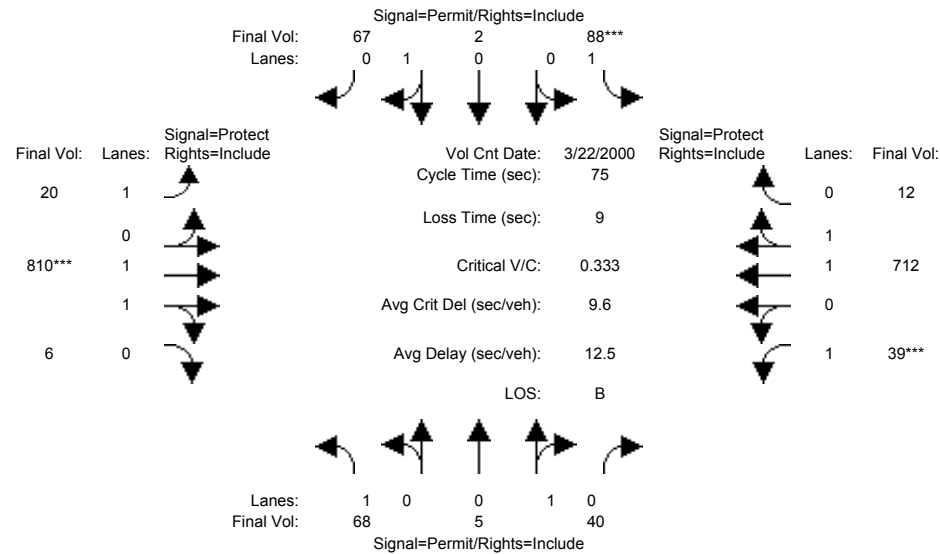 Signal=Permit/Rights=Include
Final Vol: 67 2 88***
Lanes: 0 1 0 0 1
Signal=Protect Signal=Protect
Final Vol: Lanes: Rights=Include Vol Cnt Date: 3/22/2000 Rights=Include Lanes: Final Vol:
Cycle Time (sec): 75
20 1 0 12
Loss Time (sec): 9
0 1
810*** 1 Critical V/C: 0.333 1 712
1 Avg Crit Del (sec/veh): 9.6 0
6 0 Avg Delay (sec/veh): 12.5 1 39***
LOS: B
Lanes: 1 0 0 1 0
Final Vol: 68 5 40
Signal=Permit/Rights=Include